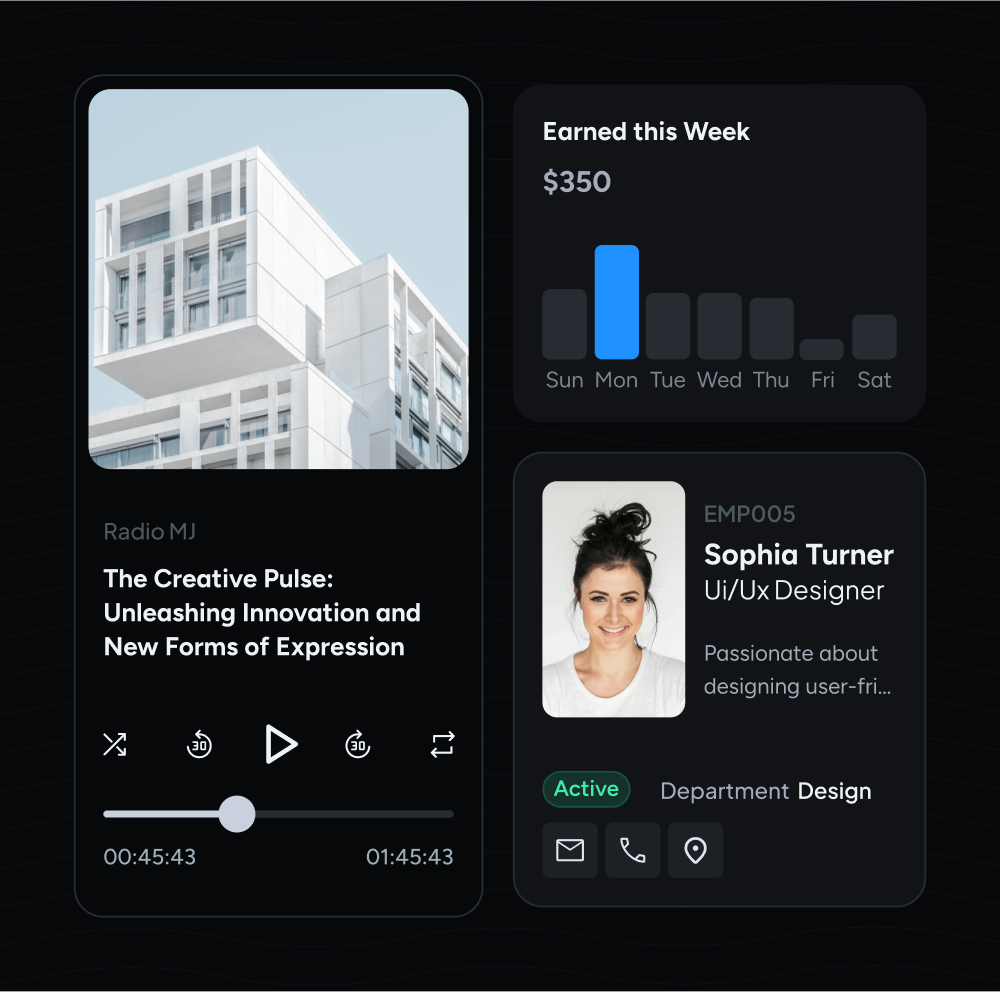 Radio MJ
The Creative Pulse:
Unleashing Innovation and
New Forms of Expression
30
30
00:45:43
01:45:43
Earned this Week
$350
Sun Mon Tue Wed Thu Fri Sat
EMP005
Sophia Turner
Ui/Ux Designer
Passionate about
designing user-fri...
Active
Department Design